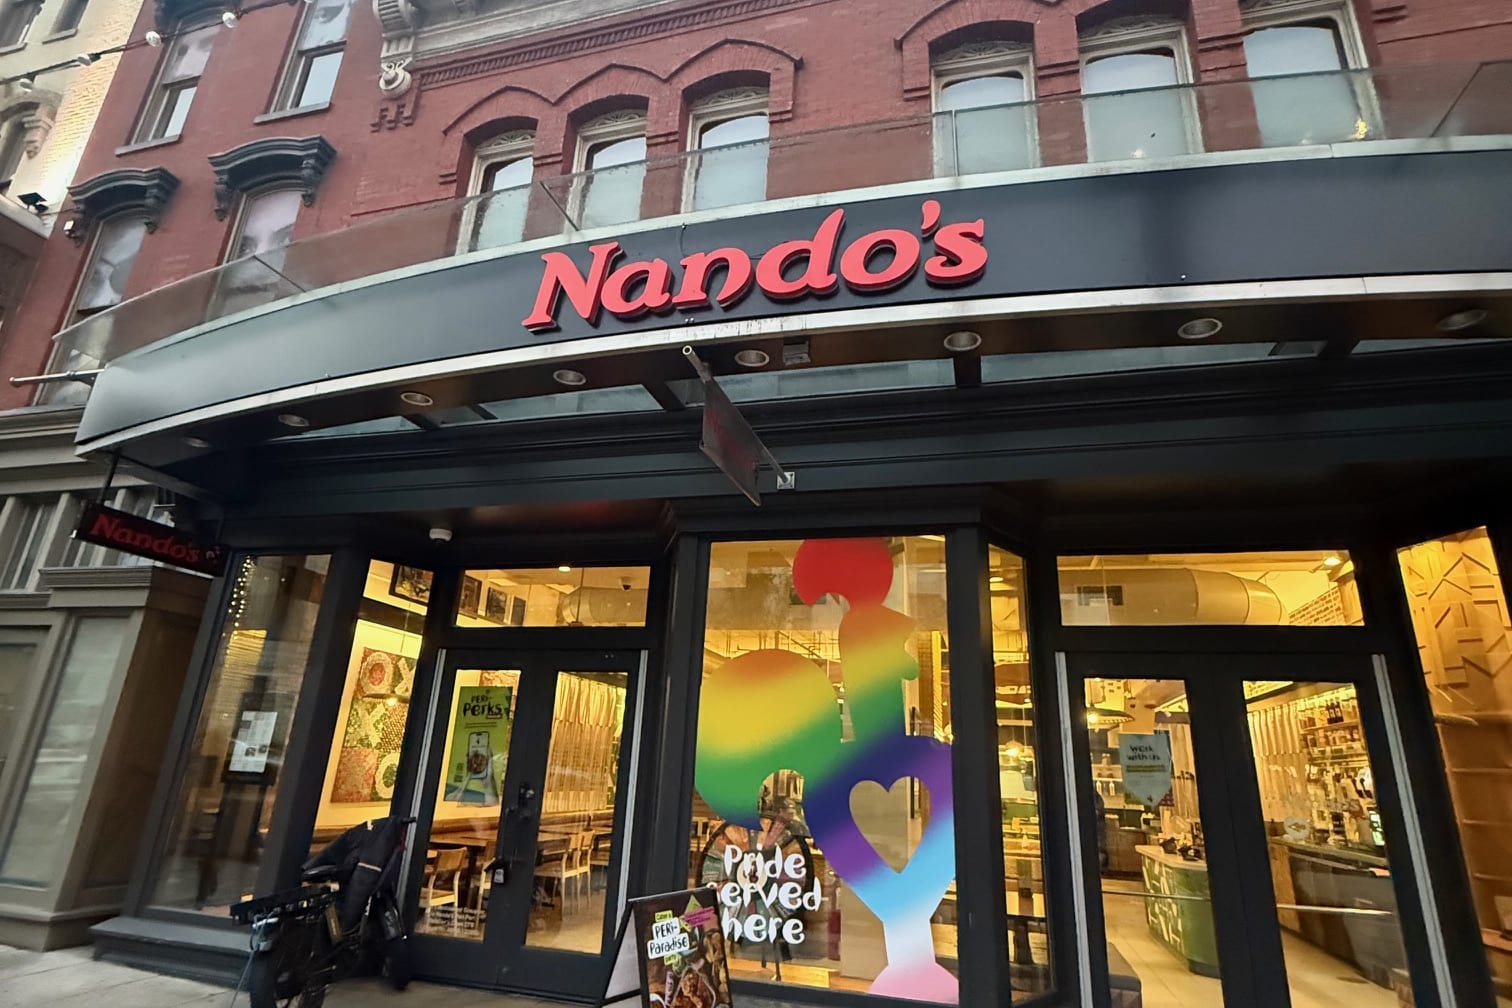 Nando's
Nando's
PERi-
Perks
Work
with us
Pride
served
here
PERi-
Paradise